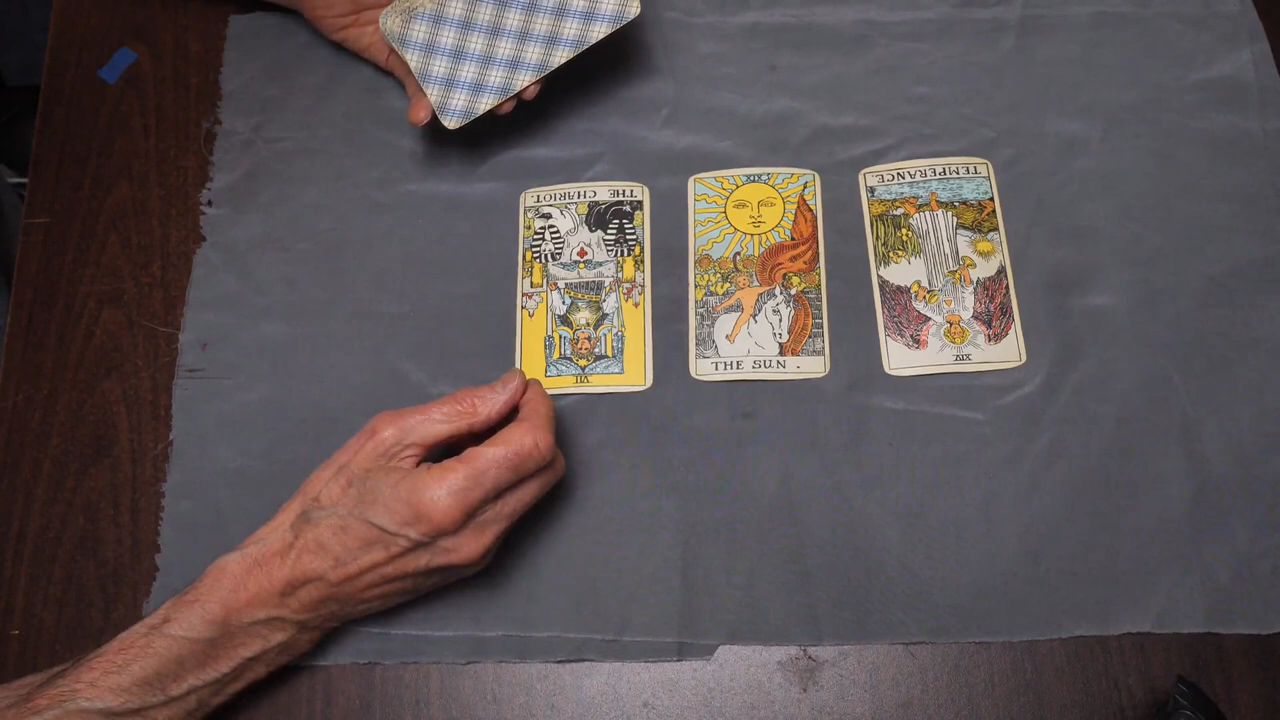 THE CHARIOT.
VII
XIX
THE SUN .
TEMPERANCE.
XIV